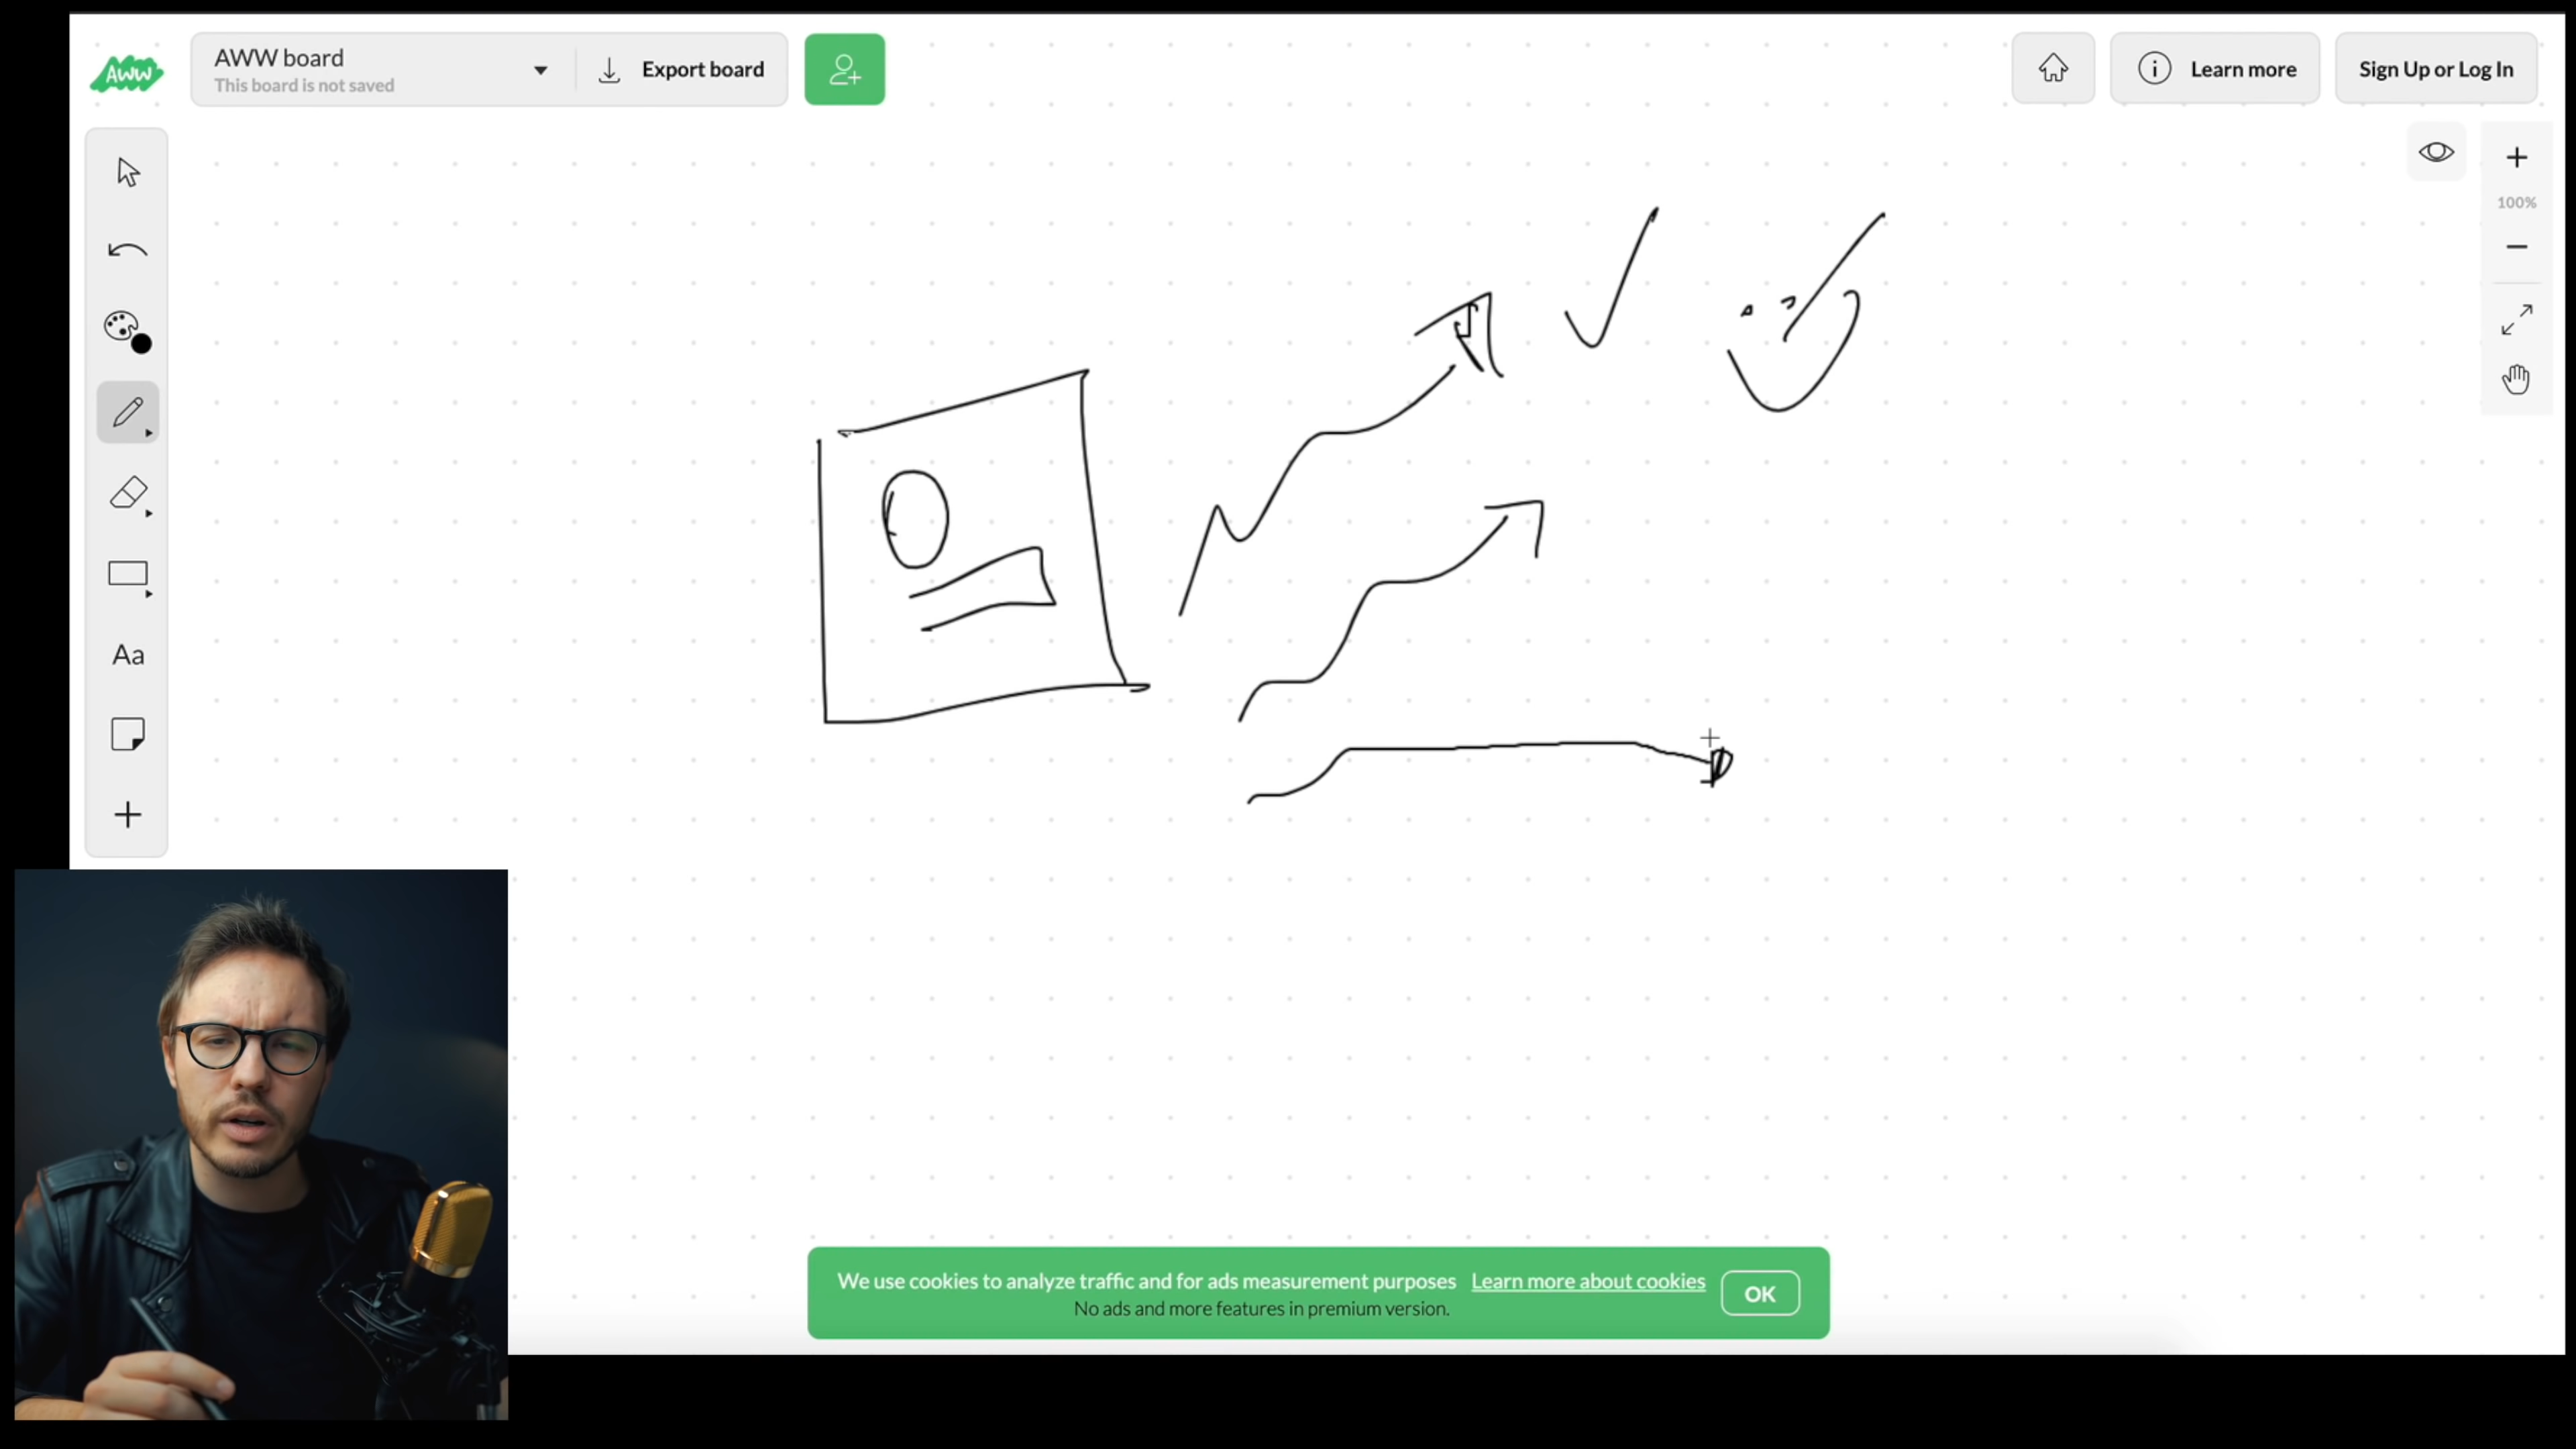 AWW
AWW board
This board is not saved
Export board
Learn more
Sign Up or Log In
100%
Aa
We use cookies to analyze traffic and for ads measurement purposes Learn more about cookies
No ads and more features in premium version.
OK